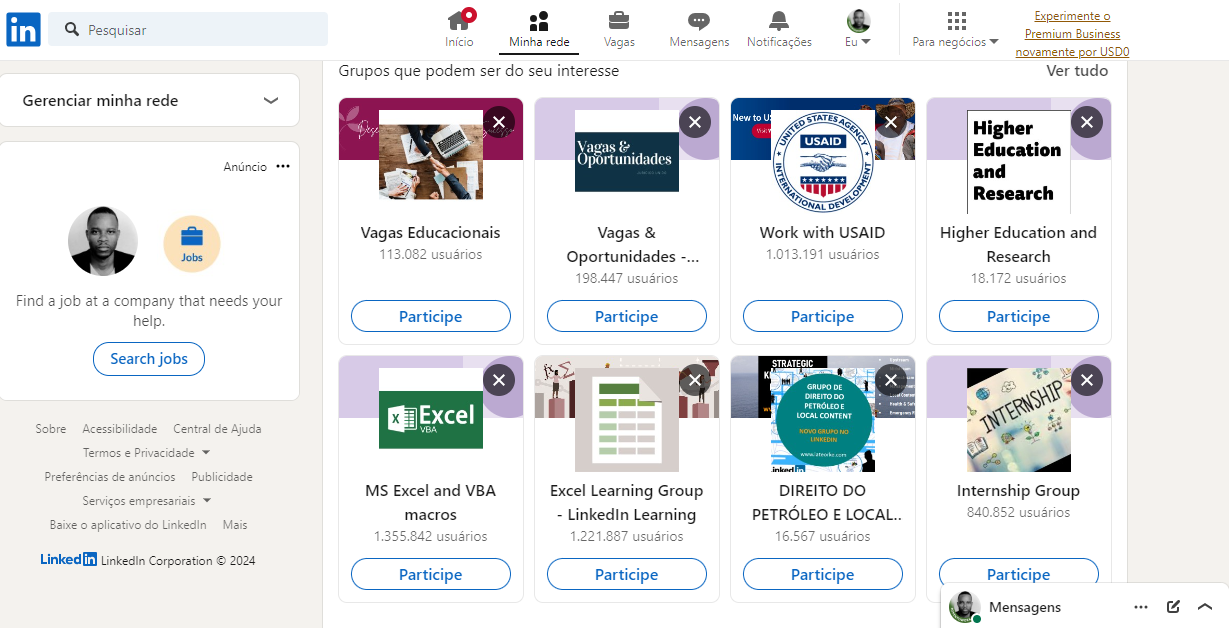 in
Pesquisar
Início
Minha rede
Vagas
Mensagens
Notificações
Eu
Para negócios
Experimente o
Premium Business
novamente por USD0
Gerenciar minha rede
Anúncio
Jobs
Find a job at a company that needs your
help.
Search jobs
Sobre Acessibilidade Central de Ajuda
Termos e Privacidade
Preferências de anúncios Publicidade
Serviços empresariais
Baixe o aplicativo do LinkedIn Mais
LinkedIn LinkedIn Corporation © 2024
Grupos que podem ser do seu interesse
Ver tudo
Vagas Educacionais
113.082 usuários
Participe
Vagas &
Oportunidades
Vagas &
Oportunidades -...
198.447 usuários
Participe
New to US
UNITED STATES AGENCY
USAID
INTERNATIONAL DEVELOPMENT
Work with USAID
1.013.191 usuários
Participe
Higher
Education
and
Research
Higher Education and
Research
18.172 usuários
Participe
Excel
VBA
MS Excel and VBA
macros
1.355.842 usuários
Participe
Excel Learning Group
- LinkedIn Learning
1.221.887 usuários
Participe
STRATEGIC
GRUPO DE
DIREITO DO
PETRÓLEO E
LOCAL CONTENT
NOVO GRUPO NO
LINKEDIN
www.lateorke.com
DIREITO DO
PETRÓLEO E LOCAL..
16.567 usuários
Participe
INTERNSHIP
Internship Group
840.852 usuários
Participe
Mensagens